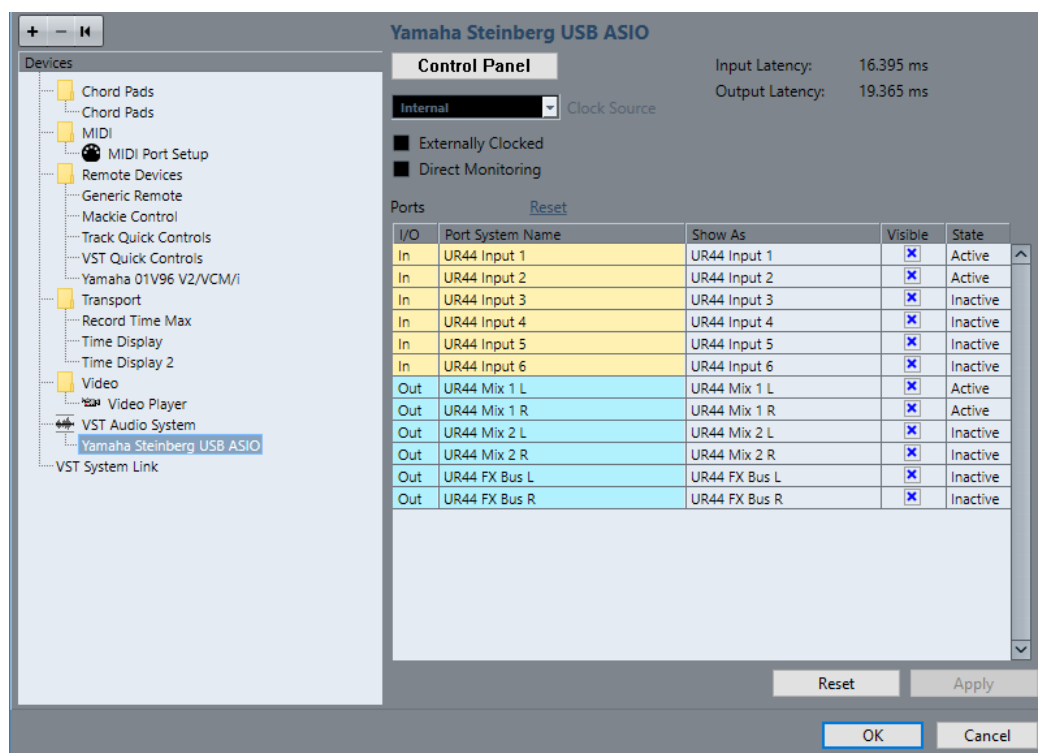 Devices
Chord Pads
Chord Pads
MIDI
MIDI Port Setup
Remote Devices
Generic Remote
Mackie Control
Track Quick Controls
VST Quick Controls
Yamaha 01V96 V2/VCM/i
Transport
Record Time Max
Time Display
Time Display 2
Video
Video Player
VST Audio System
Yamaha Steinberg USB ASIO
VST System Link
Yamaha Steinberg USB ASIO
Control Panel
Input Latency: 16.395 ms
Output Latency: 19.365 ms
Internal Clock Source
Externally Clocked
Direct Monitoring
Ports Reset
I/O Port System Name Show As Visible State
In UR44 Input 1 UR44 Input 1 Active
In UR44 Input 2 UR44 Input 2 Active
In UR44 Input 3 UR44 Input 3 Inactive
In UR44 Input 4 UR44 Input 4 Inactive
In UR44 Input 5 UR44 Input 5 Inactive
In UR44 Input 6 UR44 Input 6 Inactive
Out UR44 Mix 1 L UR44 Mix 1 L Active
Out UR44 Mix 1 R UR44 Mix 1 R Active
Out UR44 Mix 2 L UR44 Mix 2 L Inactive
Out UR44 Mix 2 R UR44 Mix 2 R Inactive
Out UR44 FX Bus L UR44 FX Bus L Inactive
Out UR44 FX Bus R UR44 FX Bus R Inactive
Reset Apply
OK Cancel